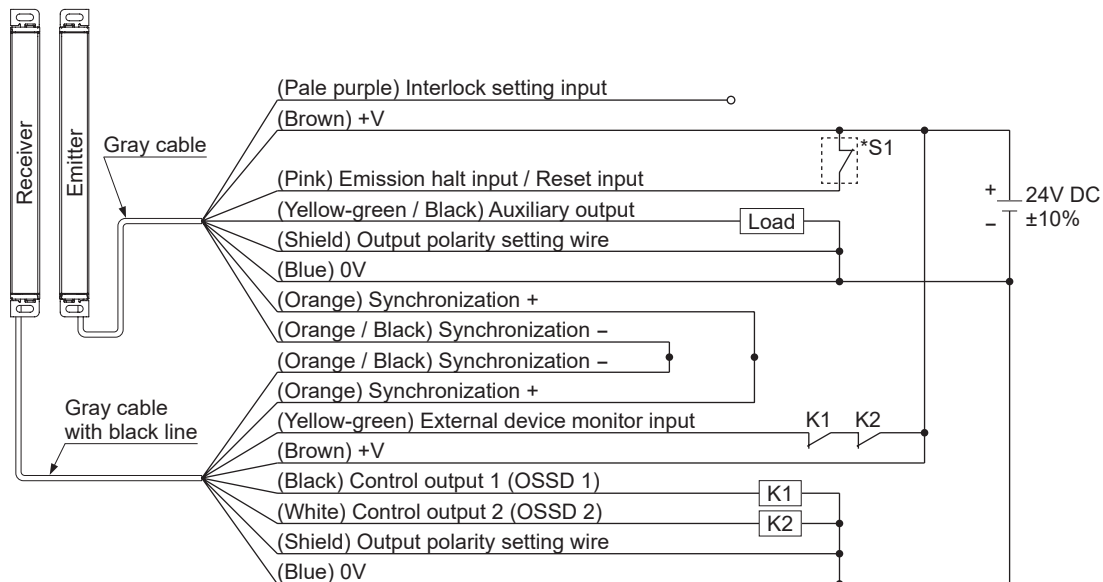 Receiver
Emitter
Gray cable
(Pale purple) Interlock setting input
(Brown) +V
*S1
(Pink) Emission halt input / Reset input
(Yellow-green / Black) Auxiliary output
Load
+
−
24V DC
±10%
(Shield) Output polarity setting wire
(Blue) 0V
(Orange) Synchronization +
(Orange / Black) Synchronization −
(Orange / Black) Synchronization −
(Orange) Synchronization +
Gray cable
with black line
(Yellow-green) External device monitor input
K1
K2
(Brown) +V
(Black) Control output 1 (OSSD 1)
K1
(White) Control output 2 (OSSD 2)
K2
(Shield) Output polarity setting wire
(Blue) 0V